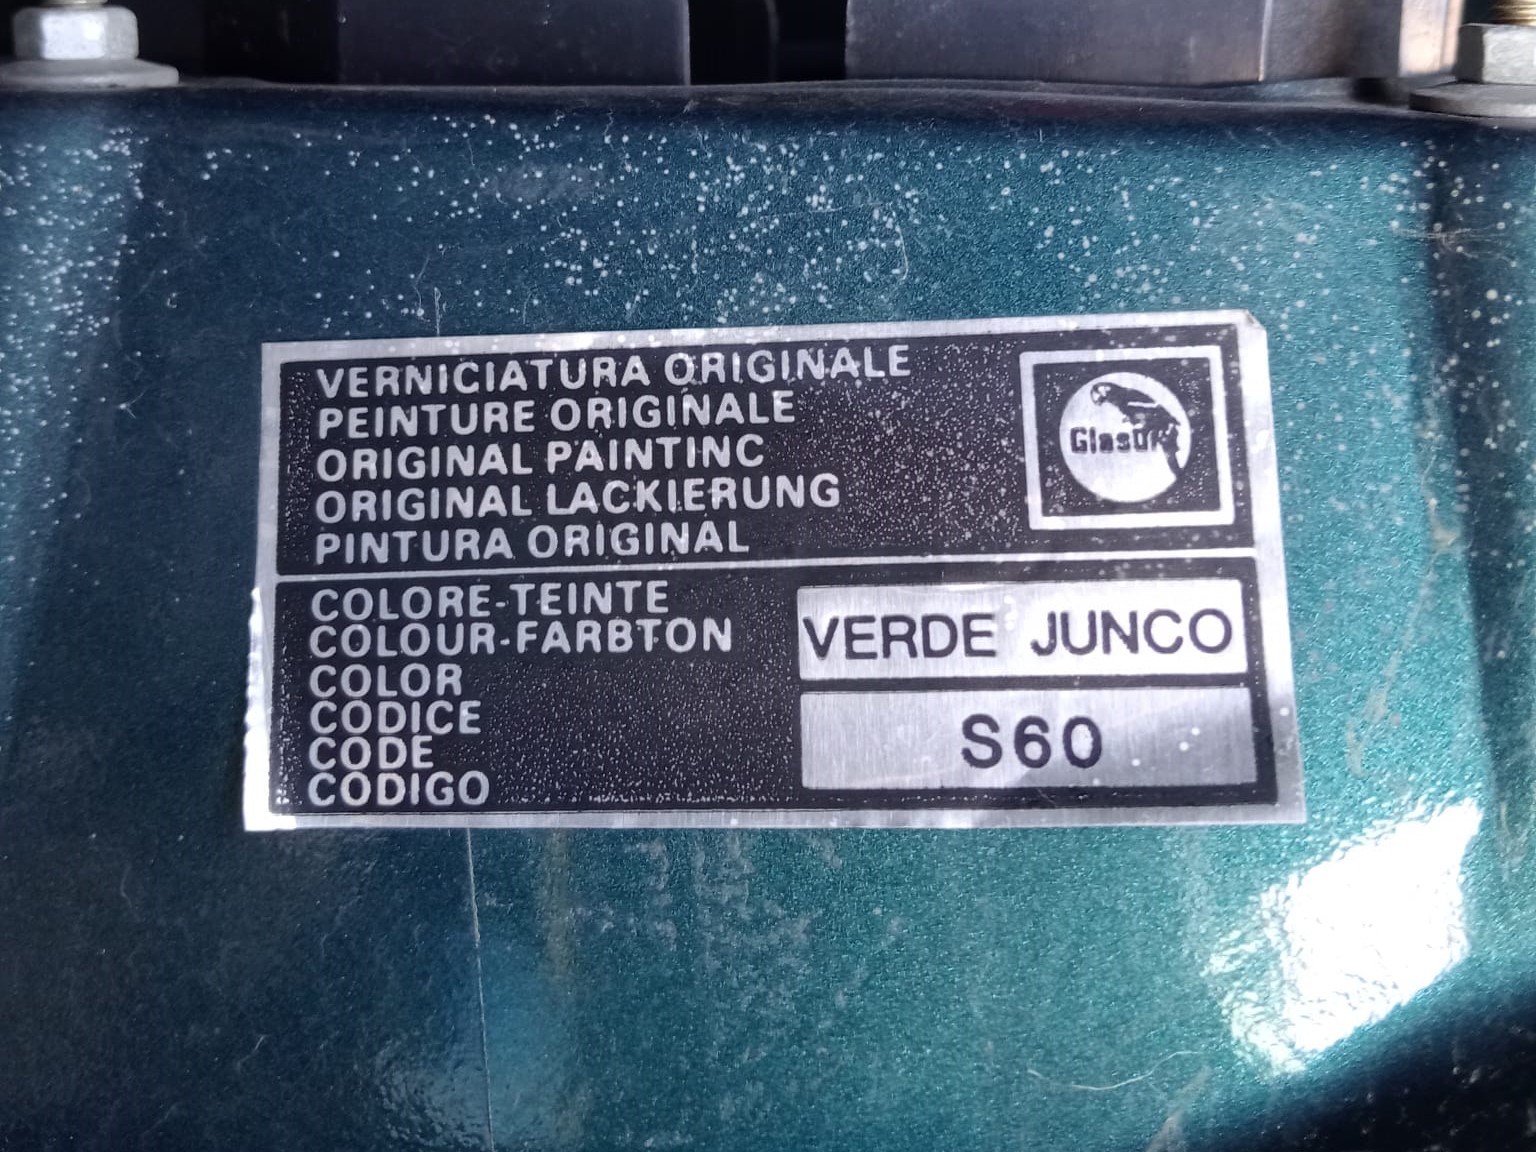 VERNICIATURA ORIGINALE
PEINTURE ORIGINALE
ORIGINAL PAINTINC
ORIGINAL LACKIERUNG
PINTURA ORIGINAL
GlasurIt
COLORE-TEINTE
COLOUR-FARBTON
COLOR
CODICE
CODE
CODIGO
VERDE JUNCO
S60